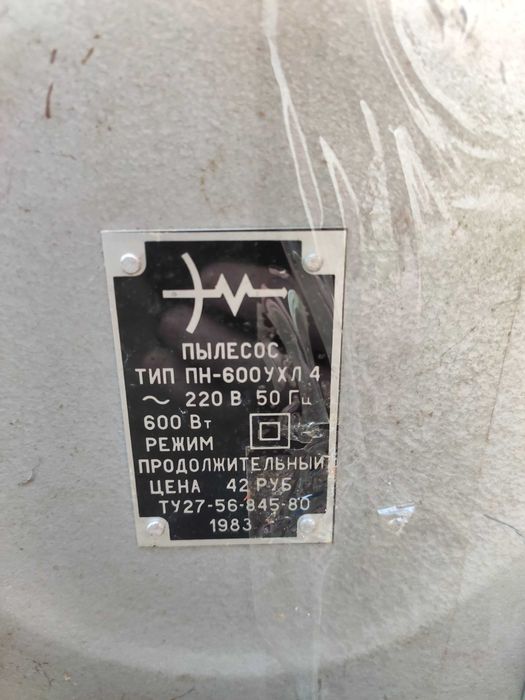 ПЫЛЕСОС
ТИП ПН-600УХЛ 4
~ 220 В 50 Гц
600 Вт
РЕЖИМ
ПРОДОЛЖИТЕЛЬНЫЙ
ЦЕНА 42 РУБ
ТУ27-56-845-80
1983